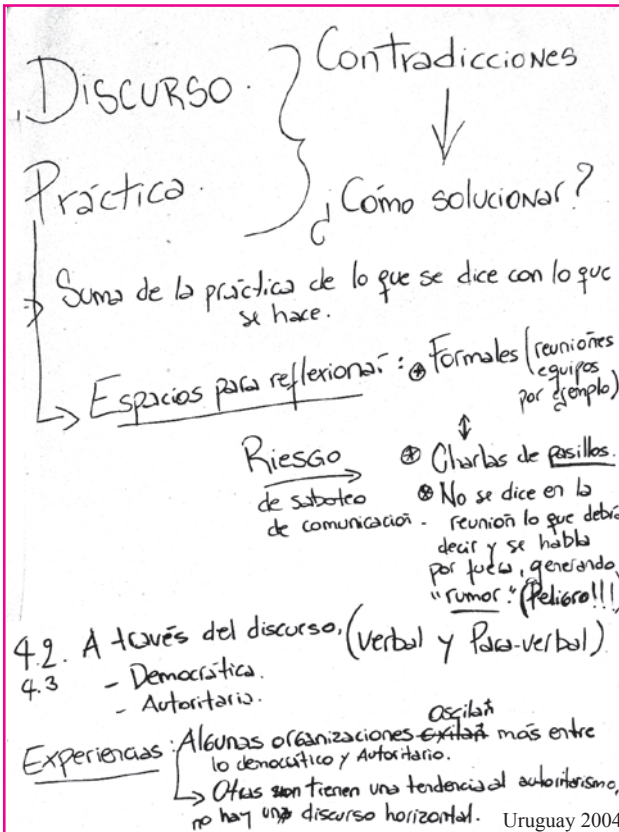 Discurso. } Contradicciones
↓
Práctica. ¿Cómo solucionar?
→ Suma de la práctica de lo que se dice con lo que
se hace.
→ Espacios para reflexionar: ⊛ Formales (reuniones
equipos
por ejemplo)
↕
Riesgo → ⊛ Charlas de pasillos.
de saboteo
de comunicación -
⊛ No se dice en la
reunión lo que debría
decir y se habla
por fuera, generando,
"rumor." (Peligro!!!)
4.2. A través del discurso, (verbal y Para-verbal)
4.3 - Democrática.
- Autoritaria.
Experiencias: Algunas organizaciones oscilan más entre
lo democrático y Autoritario.
→ Otras tienen una tendencia al autoritarismo,
no hay un discurso horizontal.
Uruguay 2004